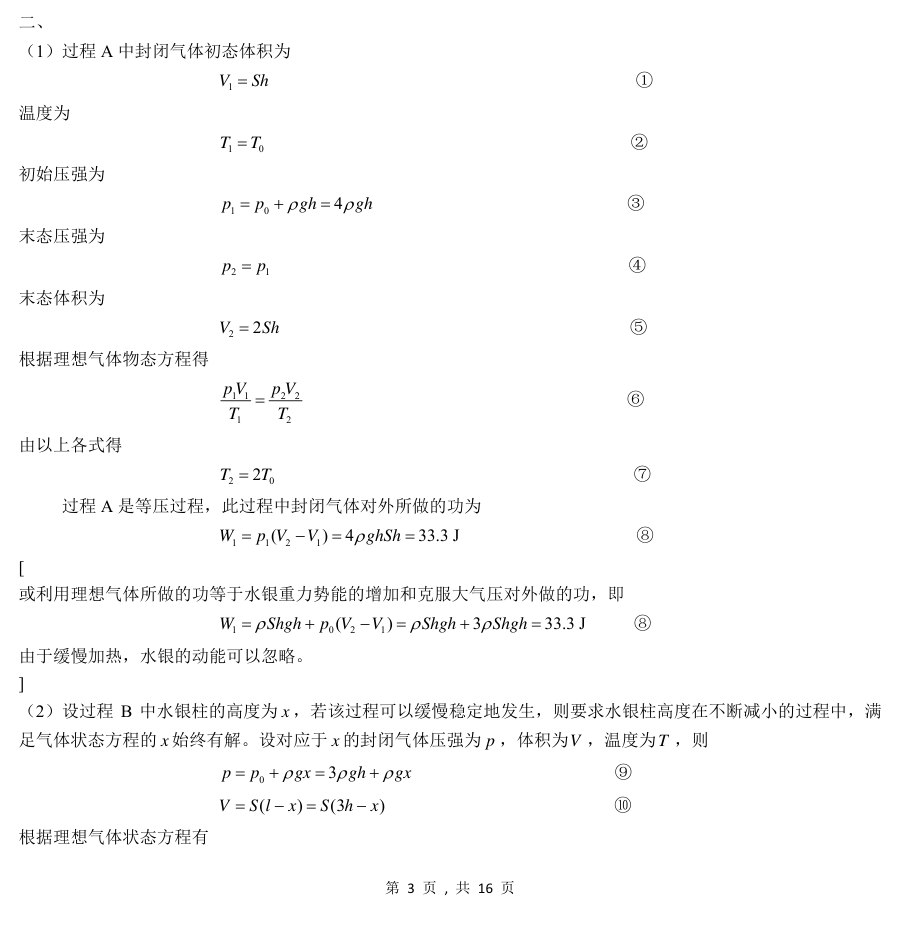 二、
（1）过程 A 中封闭气体初态体积为
V₁ = Sh ①
温度为
T₁ = T₀ ②
初始压强为
p₁ = p₀ + ρgh = 4ρgh ③
末态压强为
p₂ = p₁ ④
末态体积为
V₂ = 2Sh ⑤
根据理想气体物态方程得
p₁V₁/T₁ = p₂V₂/T₂ ⑥
由以上各式得
T₂ = 2T₀ ⑦
过程 A 是等压过程，此过程中封闭气体对外所做的功为
W₁ = p₁(V₂ − V₁) = 4ρghSh = 33.3 J ⑧
[
或利用理想气体所做的功等于水银重力势能的增加和克服大气压对外做的功，即
W₁ = ρShgh + p₀(V₂ − V₁) = ρShgh + 3ρShgh = 33.3 J ⑧
由于缓慢加热，水银的动能可以忽略。
]
（2）设过程 B 中水银柱的高度为 x，若该过程可以缓慢稳定地发生，则要求水银柱高度在不断减小的过程中，满
足气体状态方程的 x 始终有解。设对应于 x 的封闭气体压强为 p，体积为 V，温度为 T，则
p = p₀ + ρgx = 3ρgh + ρgx ⑨
V = S(l − x) = S(3h − x) ⑩
根据理想气体状态方程有
第 3 页，共 16 页